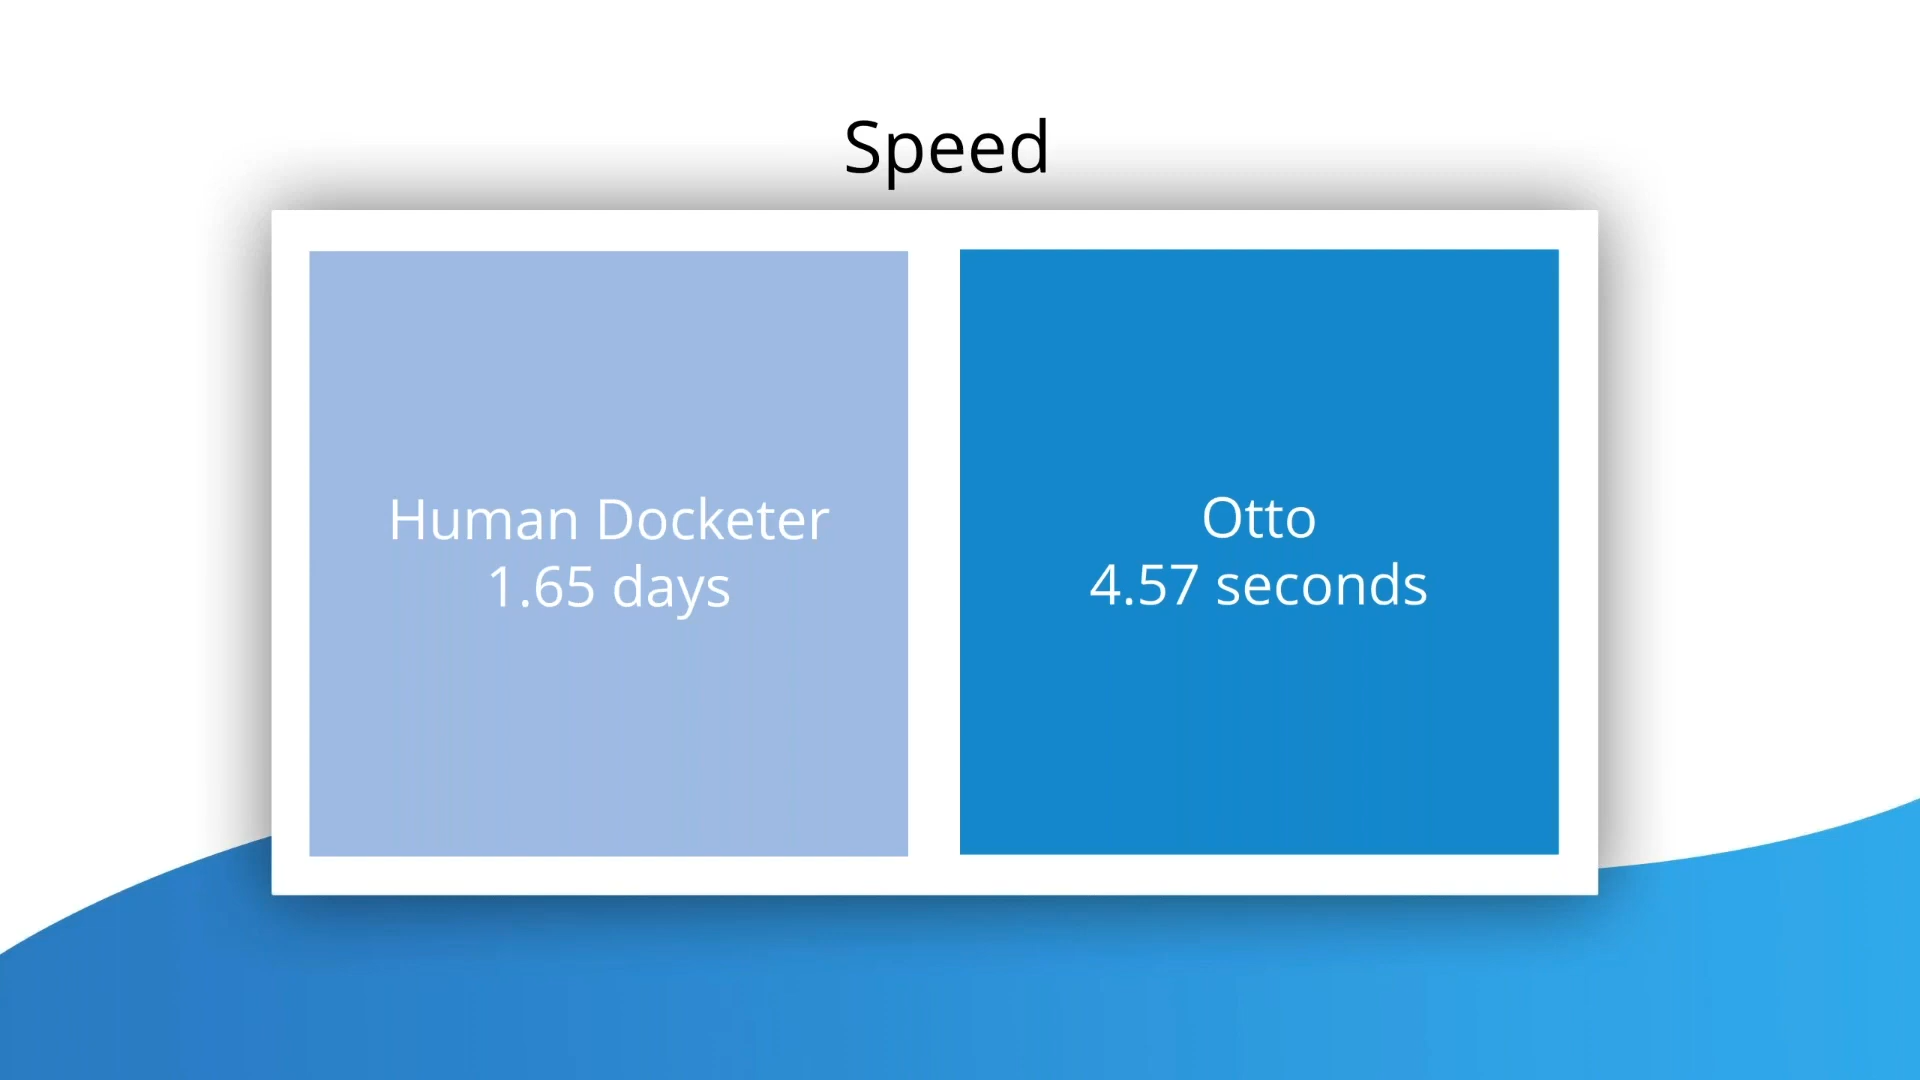 Speed
Human Docketer
1.65 days
Otto
4.57 seconds